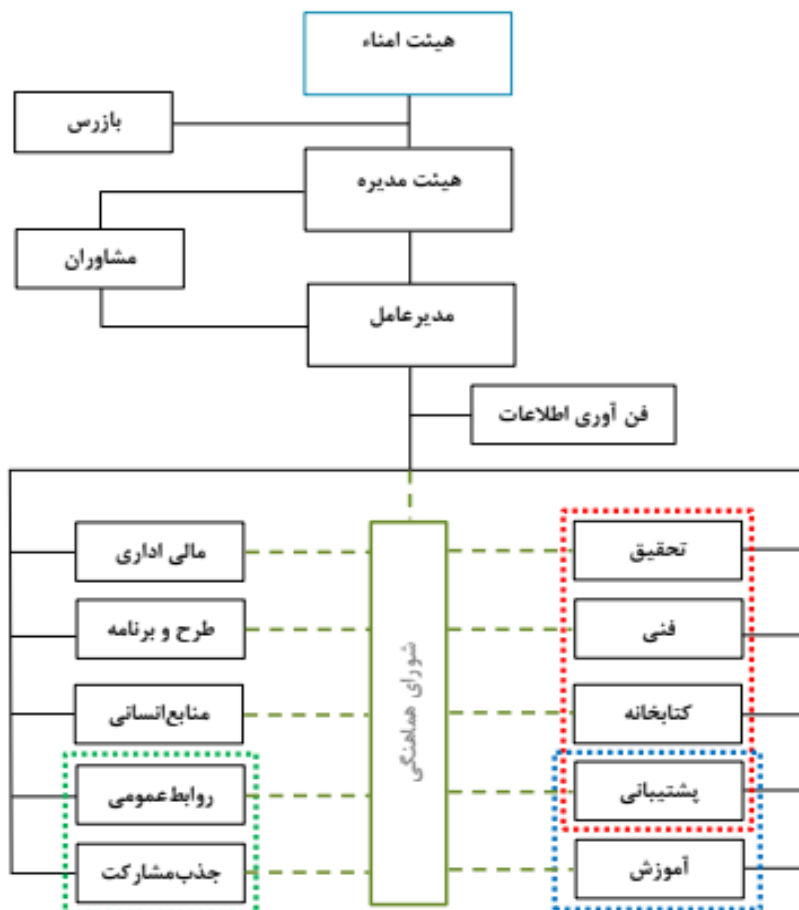 هیئت امناء
بازرس
هیئت مدیره
مشاوران
مدیرعامل
فن آوری اطلاعات
تحقیق
مالی اداری
فنی
طرح و برنامه
شورای هماهنگی
کتابخانه
منابع‌انسانی
پشتیبانی
روابط‌عمومی
آموزش
جذب‌مشارکت